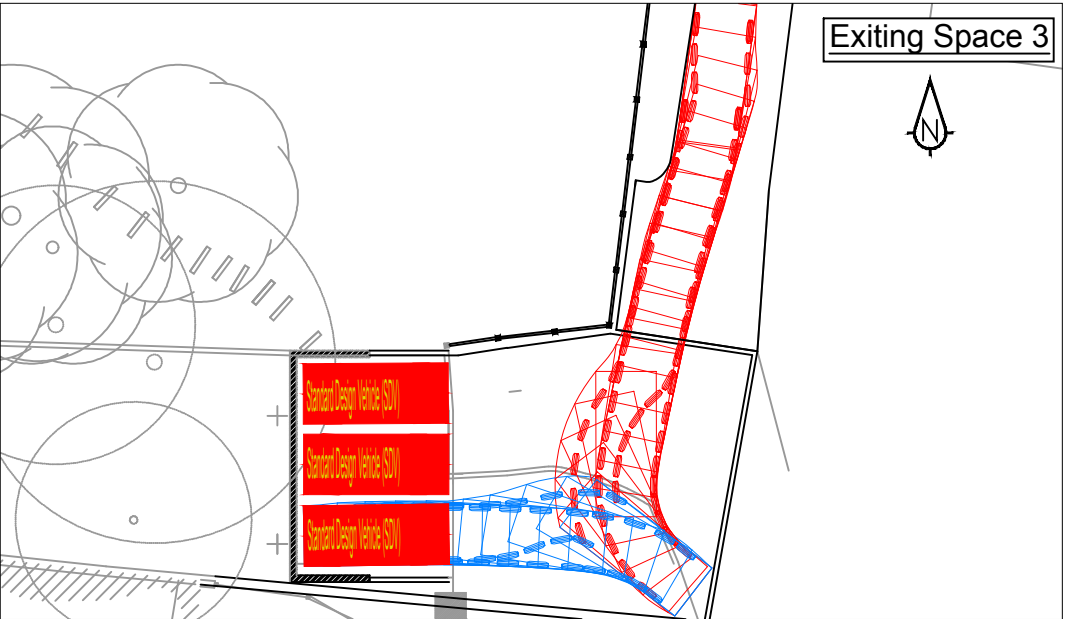 Exiting Space 3
N
Standard Design Vehicle (SDV)
Standard Design Vehicle (SDV)
Standard Design Vehicle (SDV)